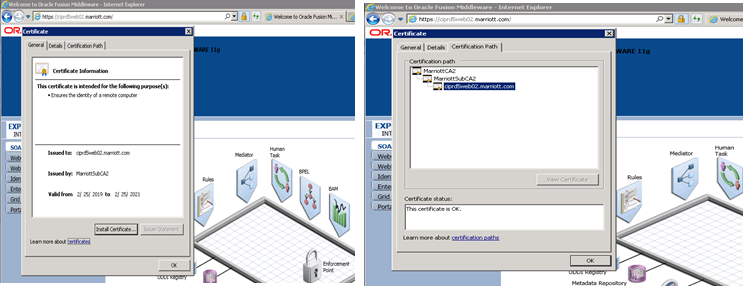 Welcome to Oracle Fusion Middleware - Internet Explorer
https://ciprd5web02.marriott.com/
Welcome to Oracle Fusion Mi...
Certificate
General Details Certification Path
WARE 11g
Certificate Information
This certificate is intended for the following purpose(s):
• Ensures the identity of a remote computer
EXP
INT
SOA
Web
Web
Iden
Ente
Grid
Porta
Issued to: ciprd5web02.marriott.com
Issued by: MarriottSubCA2
Valid from 2/ 25/ 2019 to 2/ 25/ 2021
Install Certificate... Issuer Statement
Learn more about certificates
OK
Rules
Mediator
Human
Task
BPEL
BAM
Enforcement
Point
UDDI Registry
Welcome to Oracle Fusion Middleware - Internet Explorer
https://ciprd5web02.marriott.com/
Welcome
OR
Certificate
General Details Certification Path
WARE 11g
Certification path
MarriottCA2
MarriottSubCA2
ciprd5web02.marriott.com
View Certificate
Certificate status:
This certificate is OK.
Learn more about certification paths
OK
EXP
INT
SOA
Web
Web
Iden
Ente
Grid
Porta
Rules
Mediator
Human
Task
UDDI Registry
Metadata Repository